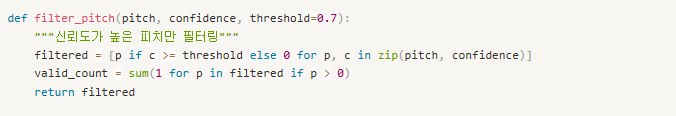 def filter_pitch(pitch, confidence, threshold=0.7):
    """신뢰도가 높은 피치만 필터링"""
    filtered = [p if c >= threshold else 0 for p, c in zip(pitch, confidence)]
    valid_count = sum(1 for p in filtered if p > 0)
    return filtered